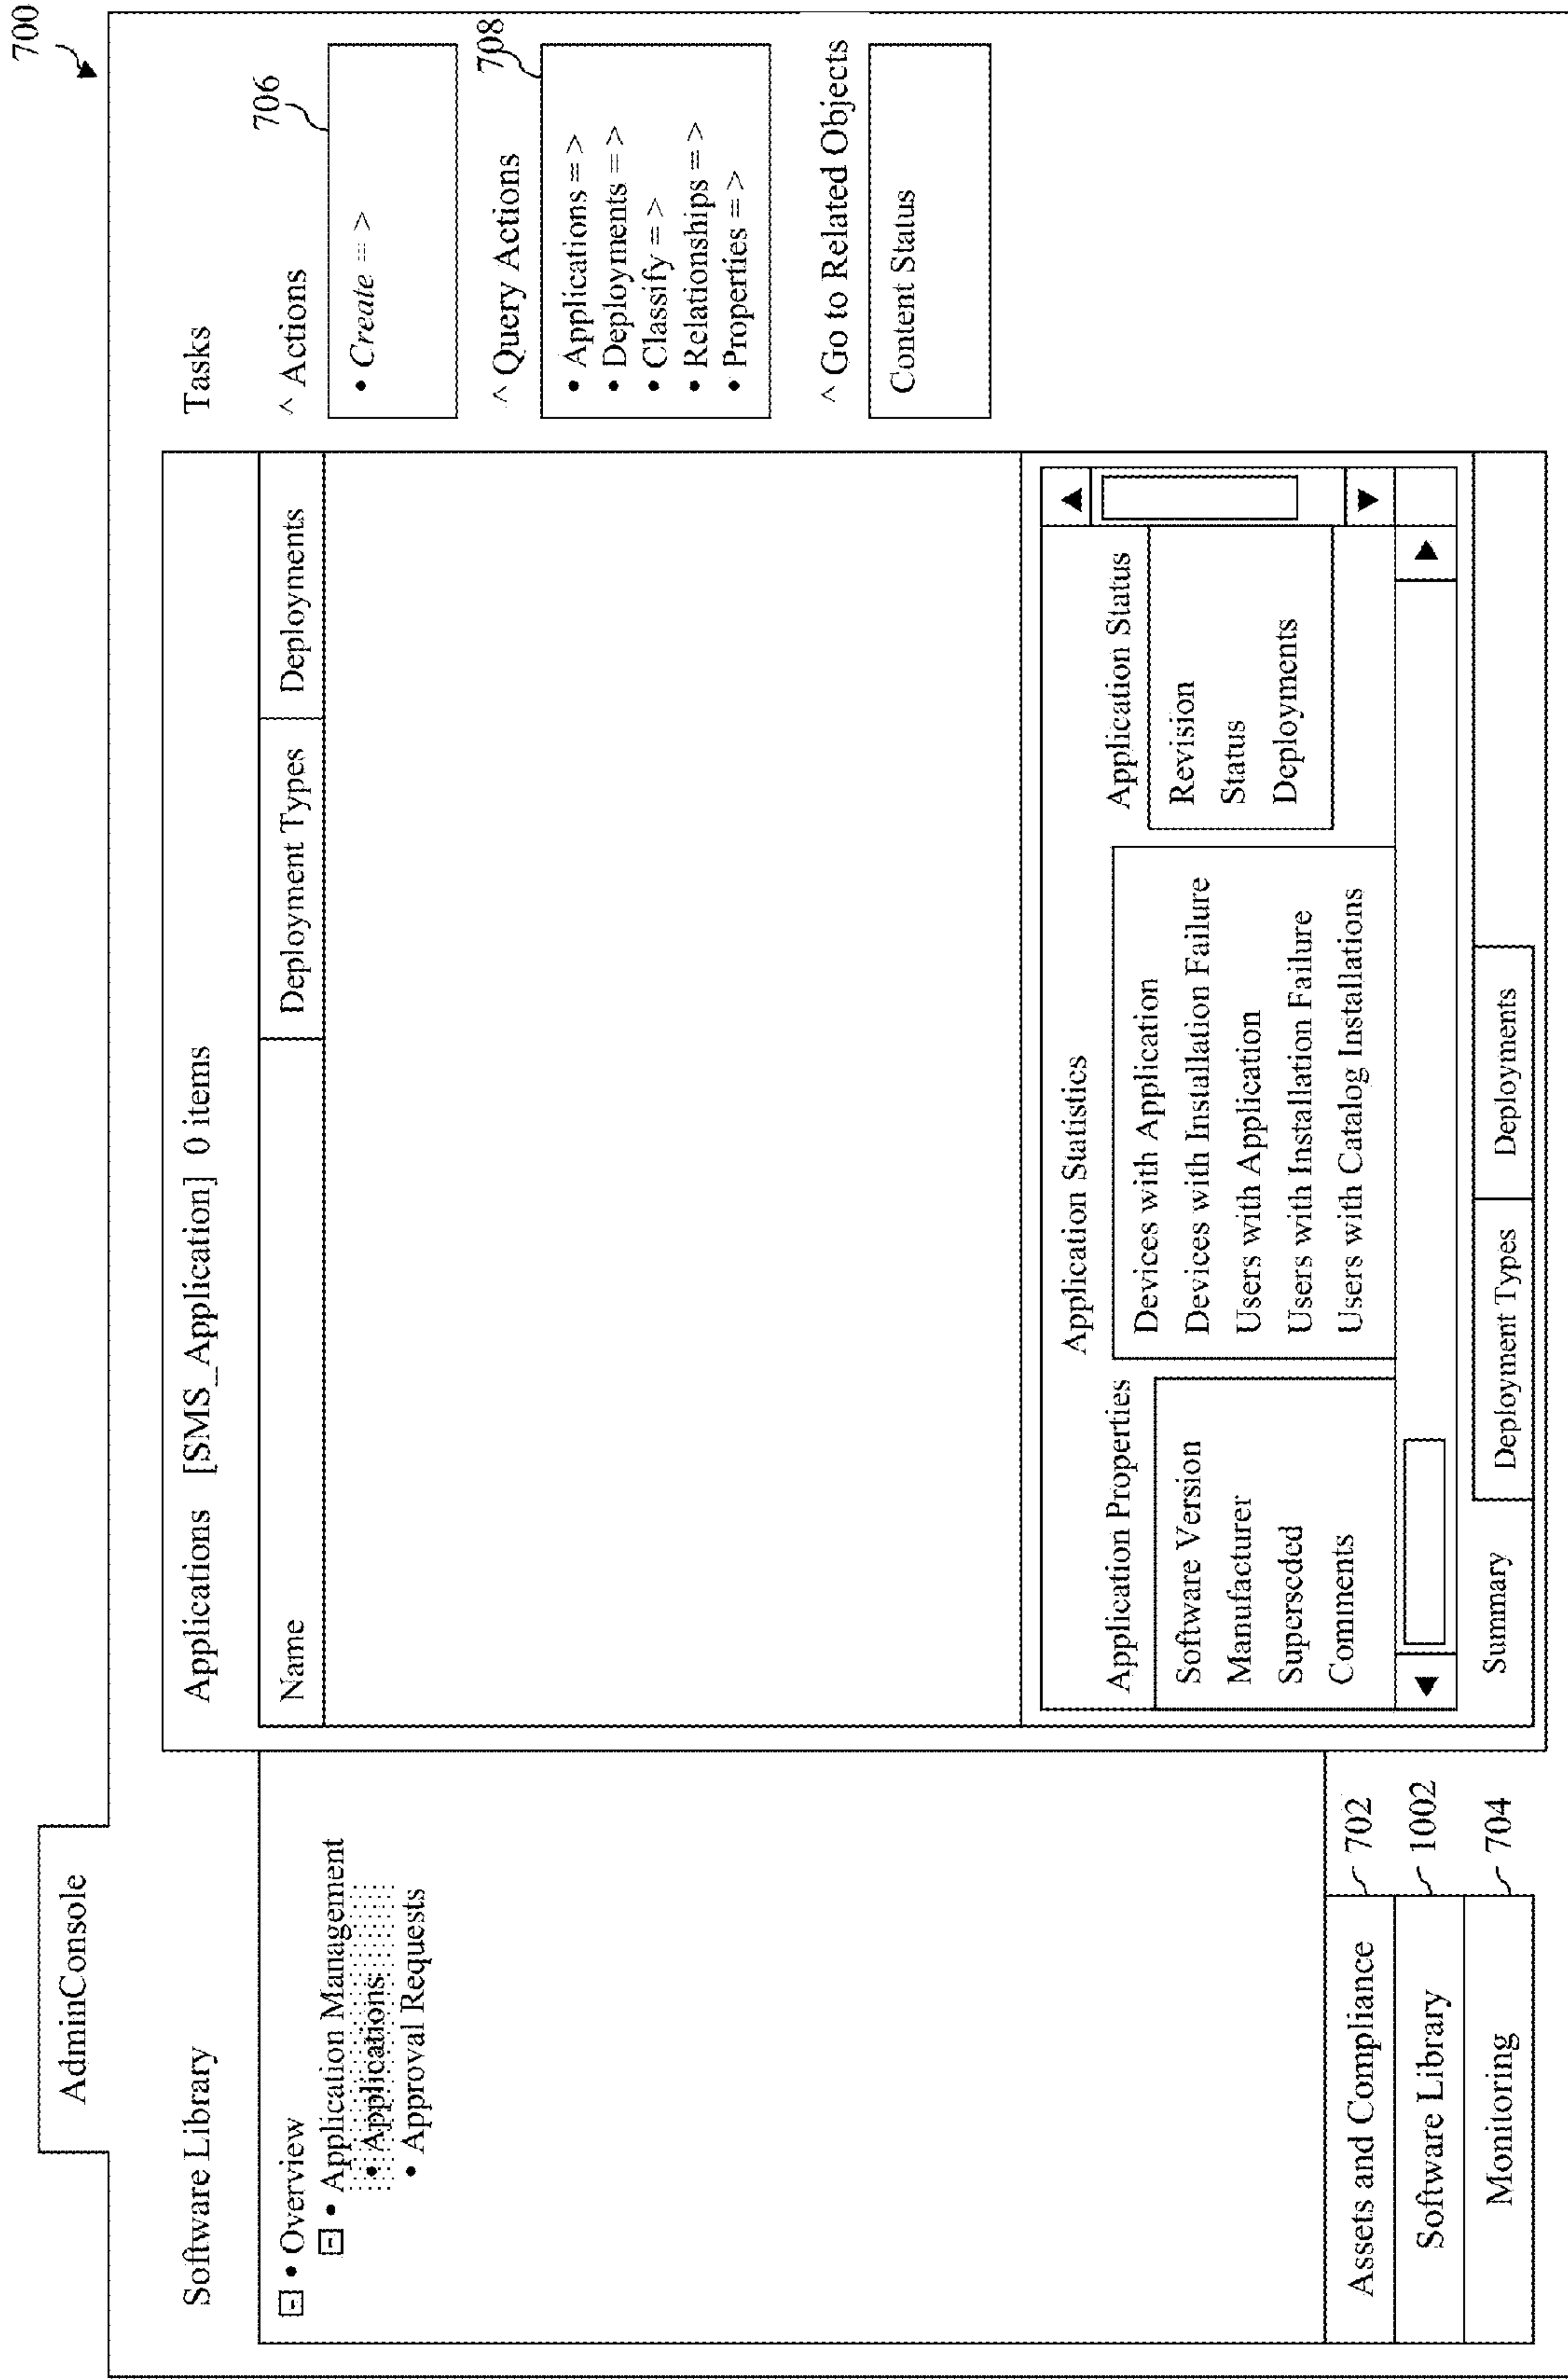 700
AdminConsole
Software Library
⊟ • Overview
⊟ • Application Management
• Applications
• Approval Requests
Assets and Compliance
702
Software Library
1002
Monitoring
704
Applications [SMS_Application] 0 items
Name
Deployment Types
Deployments
Application Properties
Software Version
Manufacturer
Superseded
Comments
Application Statistics
Devices with Application
Devices with Installation Failure
Users with Application
Users with Installation Failure
Users with Catalog Installations
Application Status
Revision
Status
Deployments
Summary
Deployment Types
Deployments
Tasks
^ Actions
706
• Create = >
^ Query Actions
708
• Applications = >
• Deployments = >
• Classify = >
• Relationships = >
• Properties = >
^ Go to Related Objects
Content Status